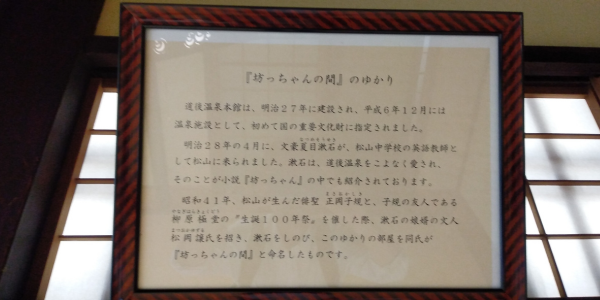 『坊っちゃんの間』のゆかり
道後温泉本館は、明治27年に建設され、平成6年12月には
温泉施設として、初めて国の重要文化財に指定されました。
明治28年の4月に、文豪夏目漱石が、松山中学校の英語教師と
して松山に来られました。漱石は、道後温泉をこよなく愛され、
そのことが小説『坊っちゃん』の中でも紹介されております。
昭和41年、松山が生んだ俳聖 正岡子規と、子規の友人である
柳原極堂の〝生誕100年祭〟を催した際、漱石の娘婿の文人
松岡譲氏を招き、漱石をしのび、このゆかりの部屋を同氏が
『坊っちゃんの間』と命名したものです。